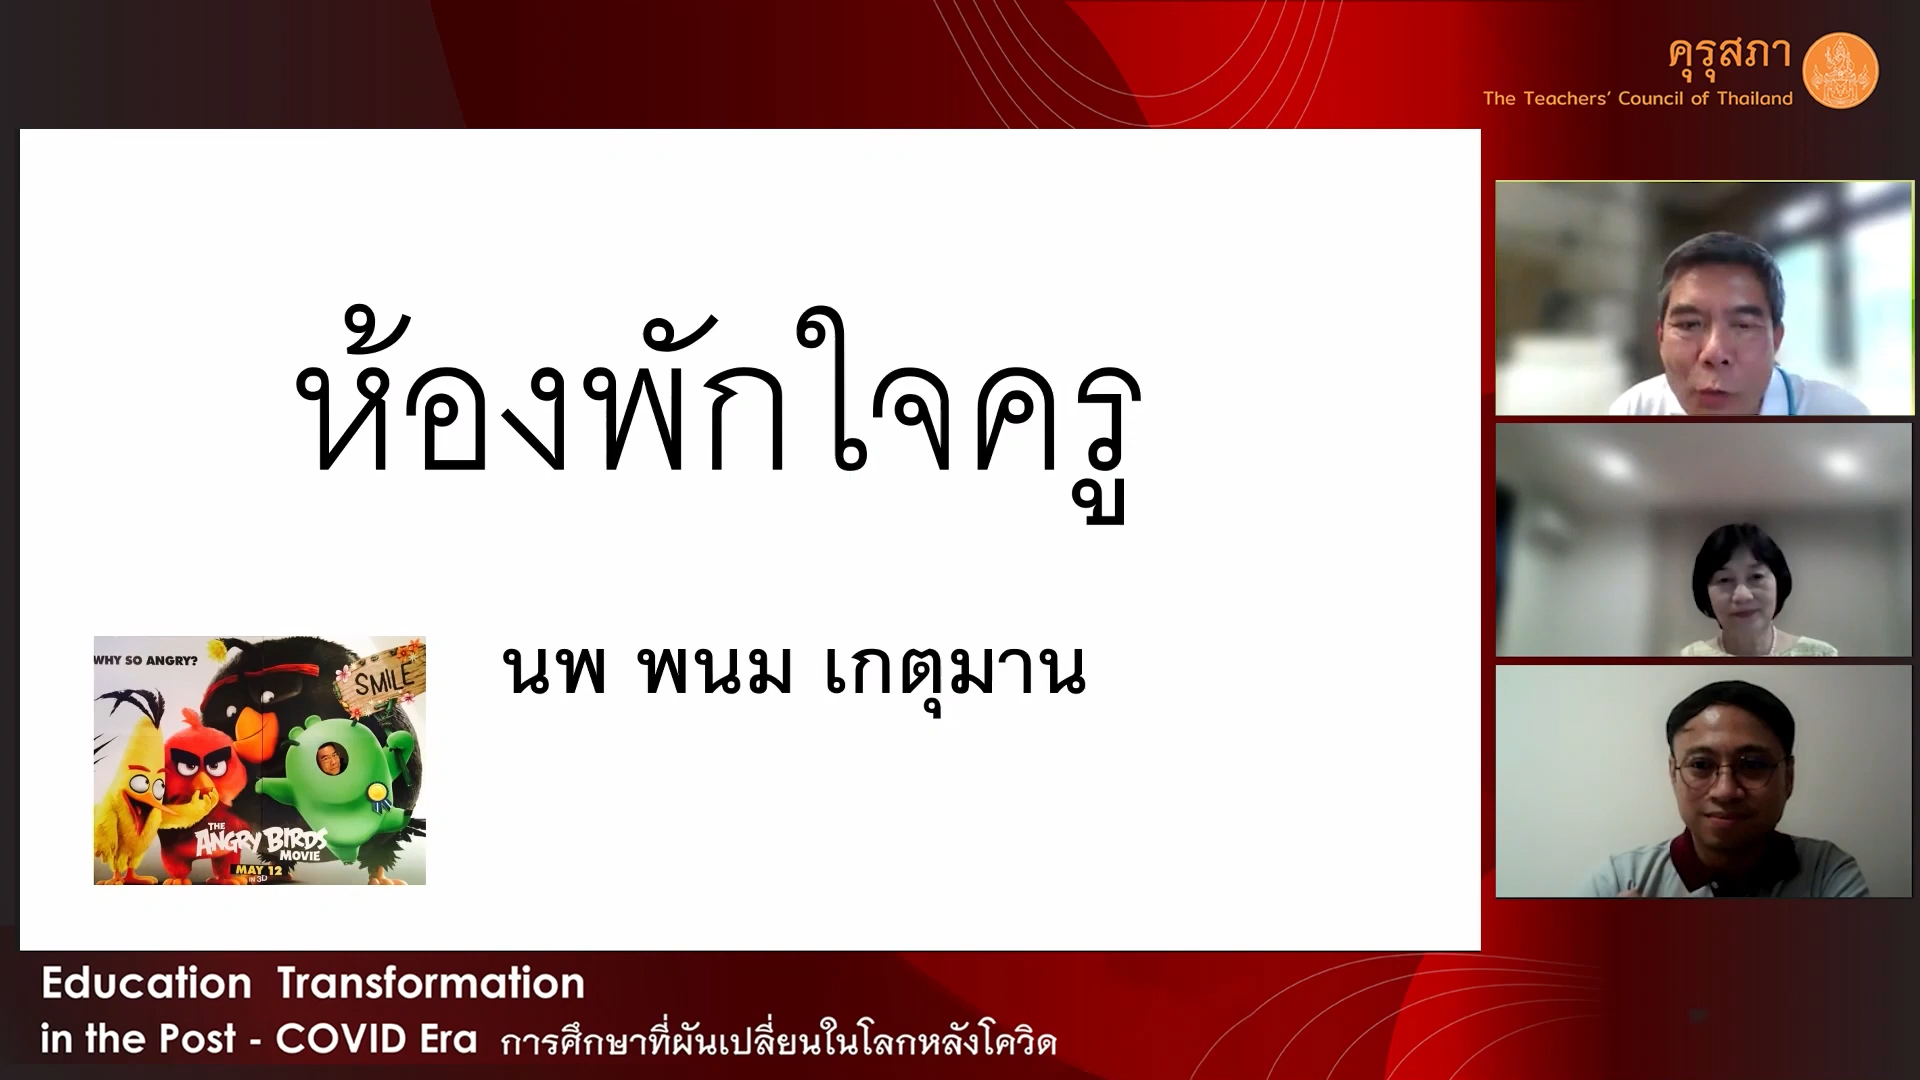 คุรุสภา
The Teachers' Council of Thailand
ห้องพักใจครู
นพ พนม เกตุมาน
WHY SO ANGRY?
SMILE
THE
ANGRY BIRDS
MOVIE
MAY 12
IN 3D
Education Transformation
in the Post - COVID Era การศึกษาที่ผันเปลี่ยนในโลกหลังโควิด